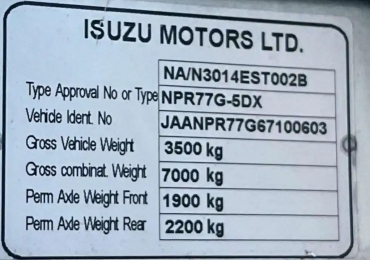 ISUZU MOTORS LTD.
NA/N3014EST002B
Type Approval No or Type NPR77G-5DX
Vehide Ident. No JAANPR77G67100603
Gross Vehicle Weight 3500 kg
Gross combinat. Weight 7000 kg
Perm Axle Weight Front 1900 kg
Perm Axle Weight Rear 2200 kg